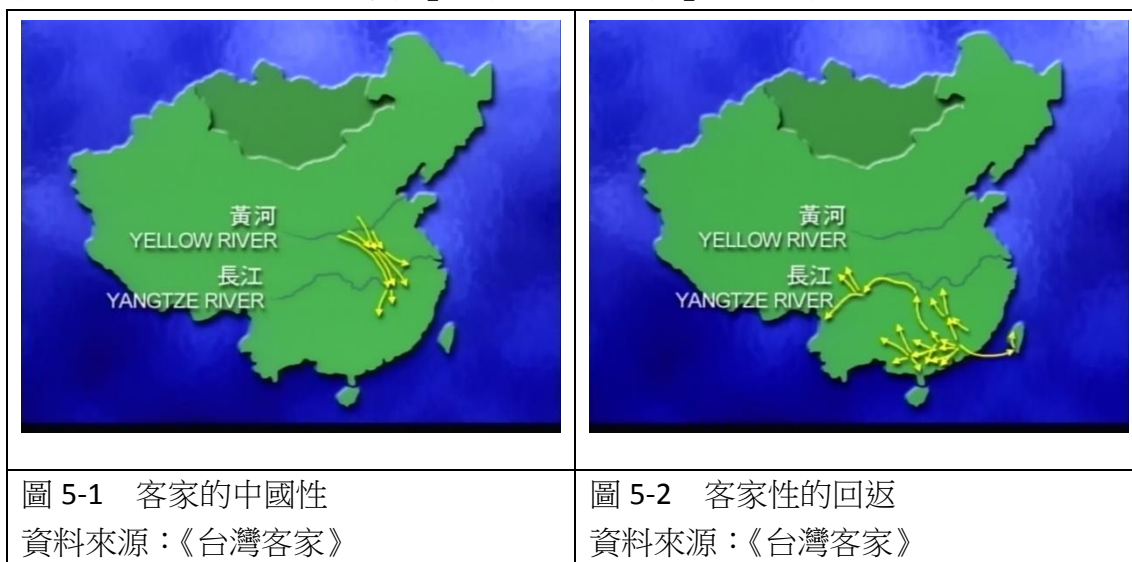 黃河
YELLOW RIVER
長江
YANGTZE RIVER
黃河
YELLOW RIVER
長江
YANGTZE RIVER
圖 5-1 客家的中國性
資料來源：《台灣客家》
圖 5-2 客家性的回返
資料來源：《台灣客家》